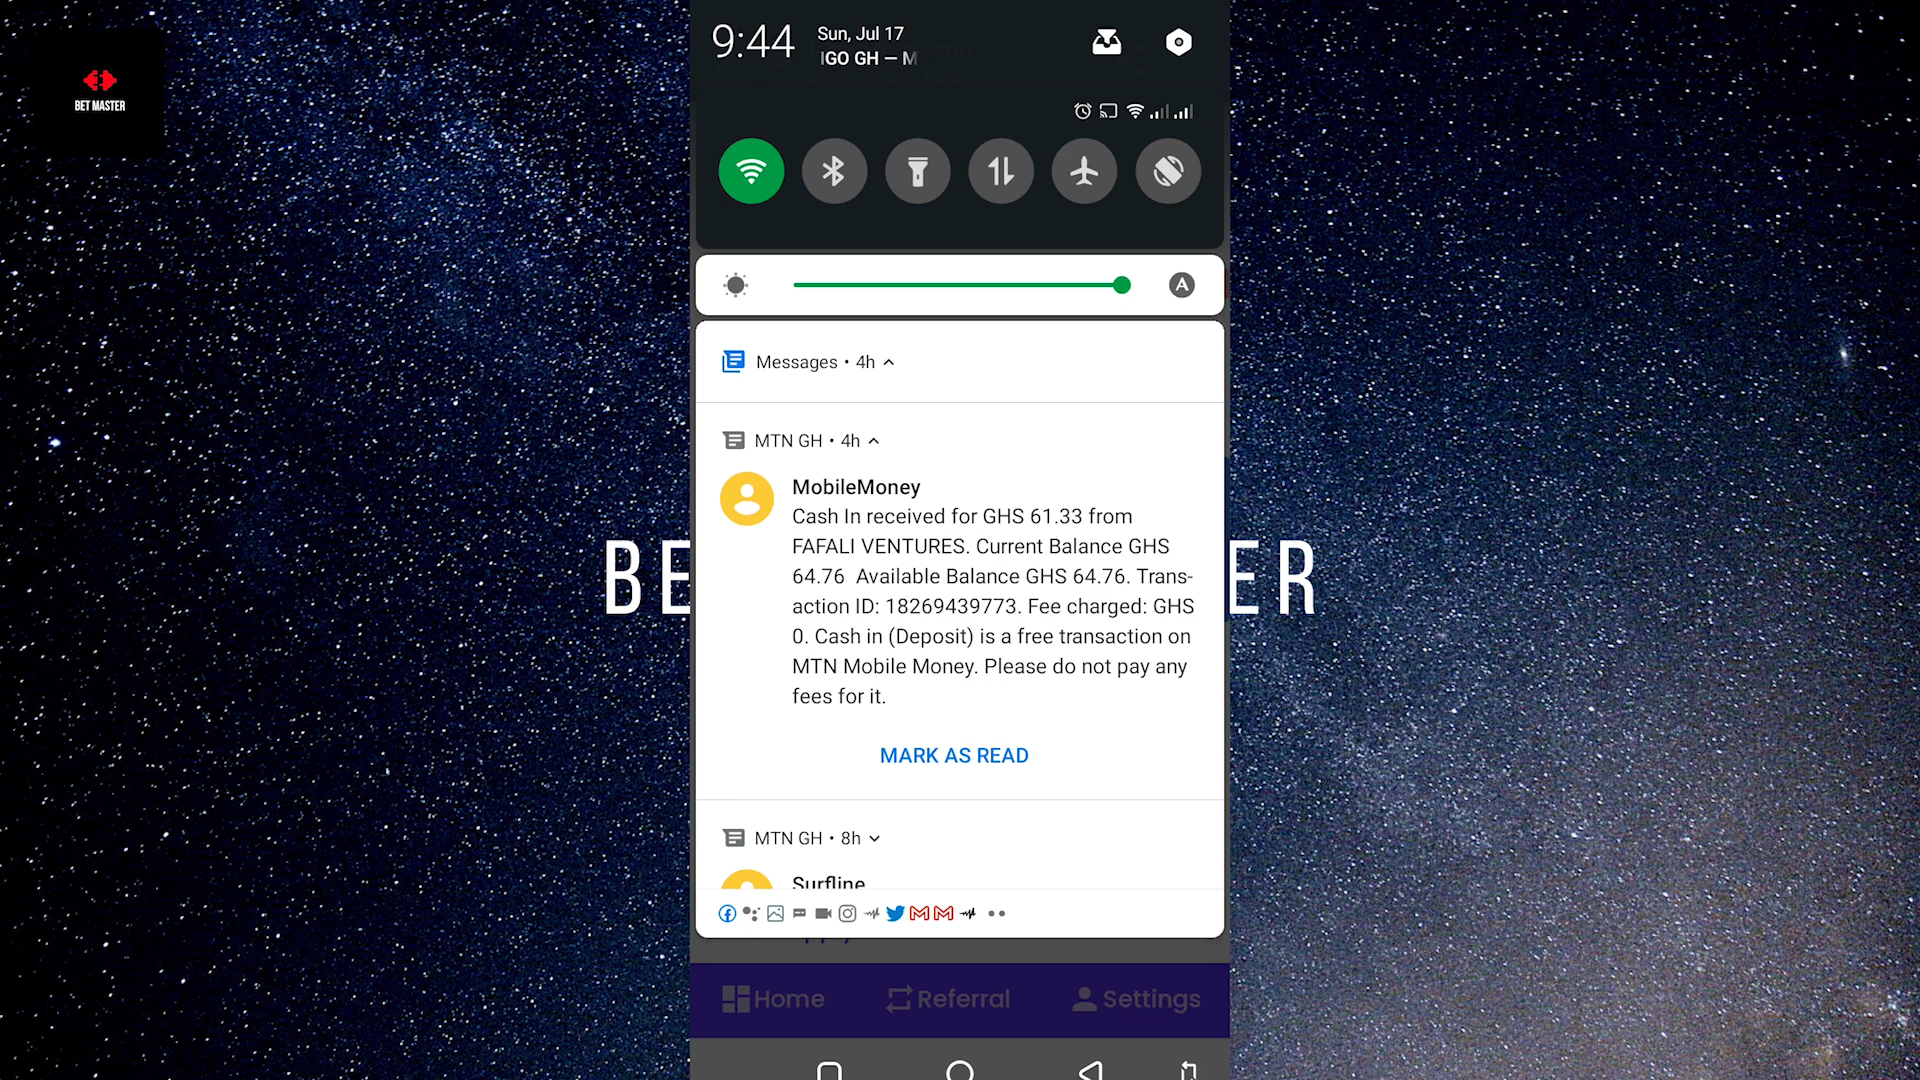 BET MASTER
9:44
Sun, Jul 17
IGO GH — M
A
Messages • 4h
MTN GH • 4h
MobileMoney
Cash In received for GHS 61.33 from
FAFALI VENTURES. Current Balance GHS
64.76 Available Balance GHS 64.76. Trans-
action ID: 18269439773. Fee charged: GHS
0. Cash in (Deposit) is a free transaction on
MTN Mobile Money. Please do not pay any
fees for it.
MARK AS READ
MTN GH • 8h
Surfline
Home
Referral
Settings
BE
ER